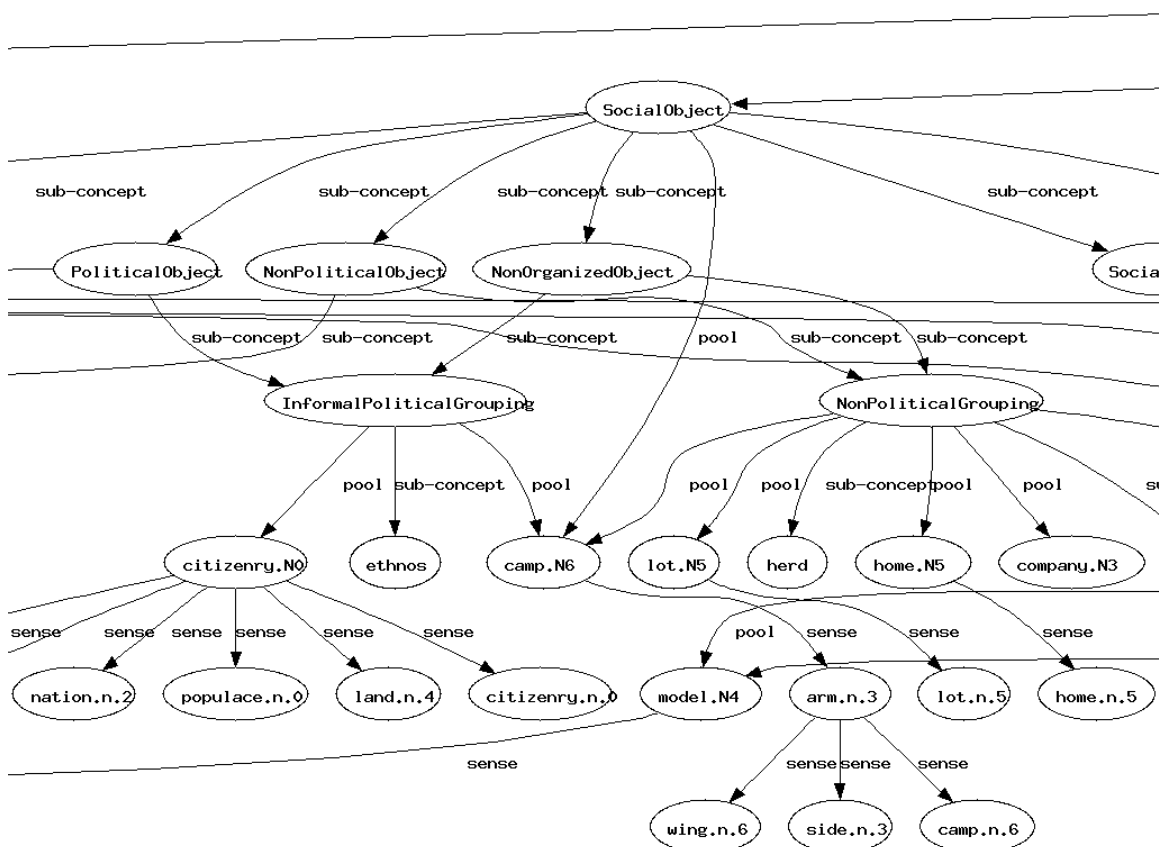 SocialObject
sub-concept sub-concept sub-concept sub-concept sub-concept
PoliticalObject NonPoliticalObject NonOrganizedObject Socia
sub-concept sub-concept sub-concept pool sub-concept sub-concept
InformalPoliticalGrouping NonPoliticalGrouping
pool sub-concept pool pool pool sub-concept pool pool su
citizenry.N0 ethnos camp.N6 lot.N5 herd home.N5 company.N3
sense sense sense sense sense pool sense sense sense
nation.n.2 populace.n.0 land.n.4 citizenry.n.0 model.N4 arm.n.3 lot.n.5 home.n.5
sense sense sense sense
wing.n.6 side.n.3 camp.n.6